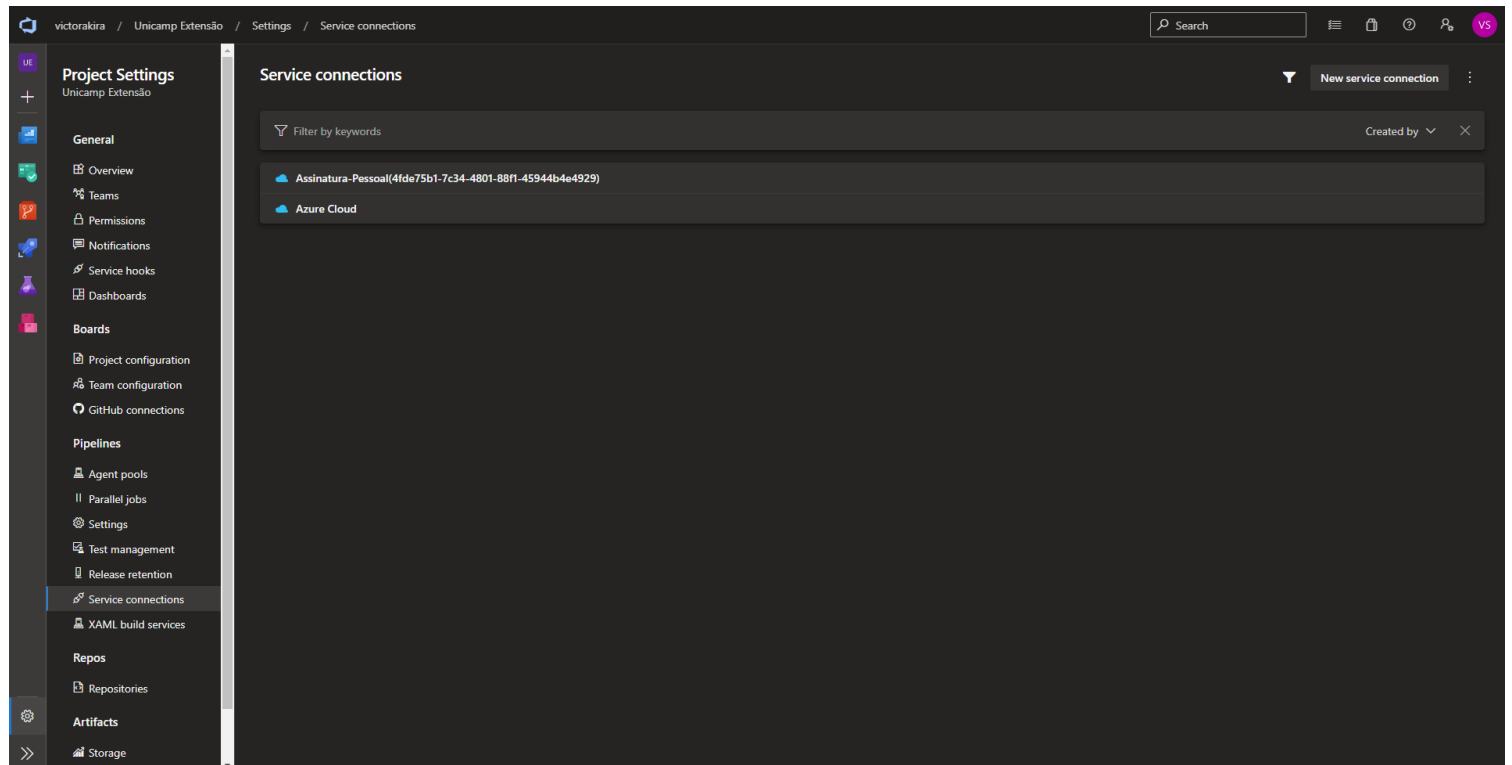 victorakira / Unicamp Extensão / Settings / Service connections
Search
VS
UE
Project Settings
Unicamp Extensão
General
Overview
Teams
Permissions
Notifications
Service hooks
Dashboards
Boards
Project configuration
Team configuration
GitHub connections
Pipelines
Agent pools
Parallel jobs
Settings
Test management
Release retention
Service connections
XAML build services
Repos
Repositories
Artifacts
Storage
Service connections
New service connection
Filter by keywords
Created by
Assinatura-Pessoal(4fde75b1-7c34-4801-88f1-45944b4e4929)
Azure Cloud